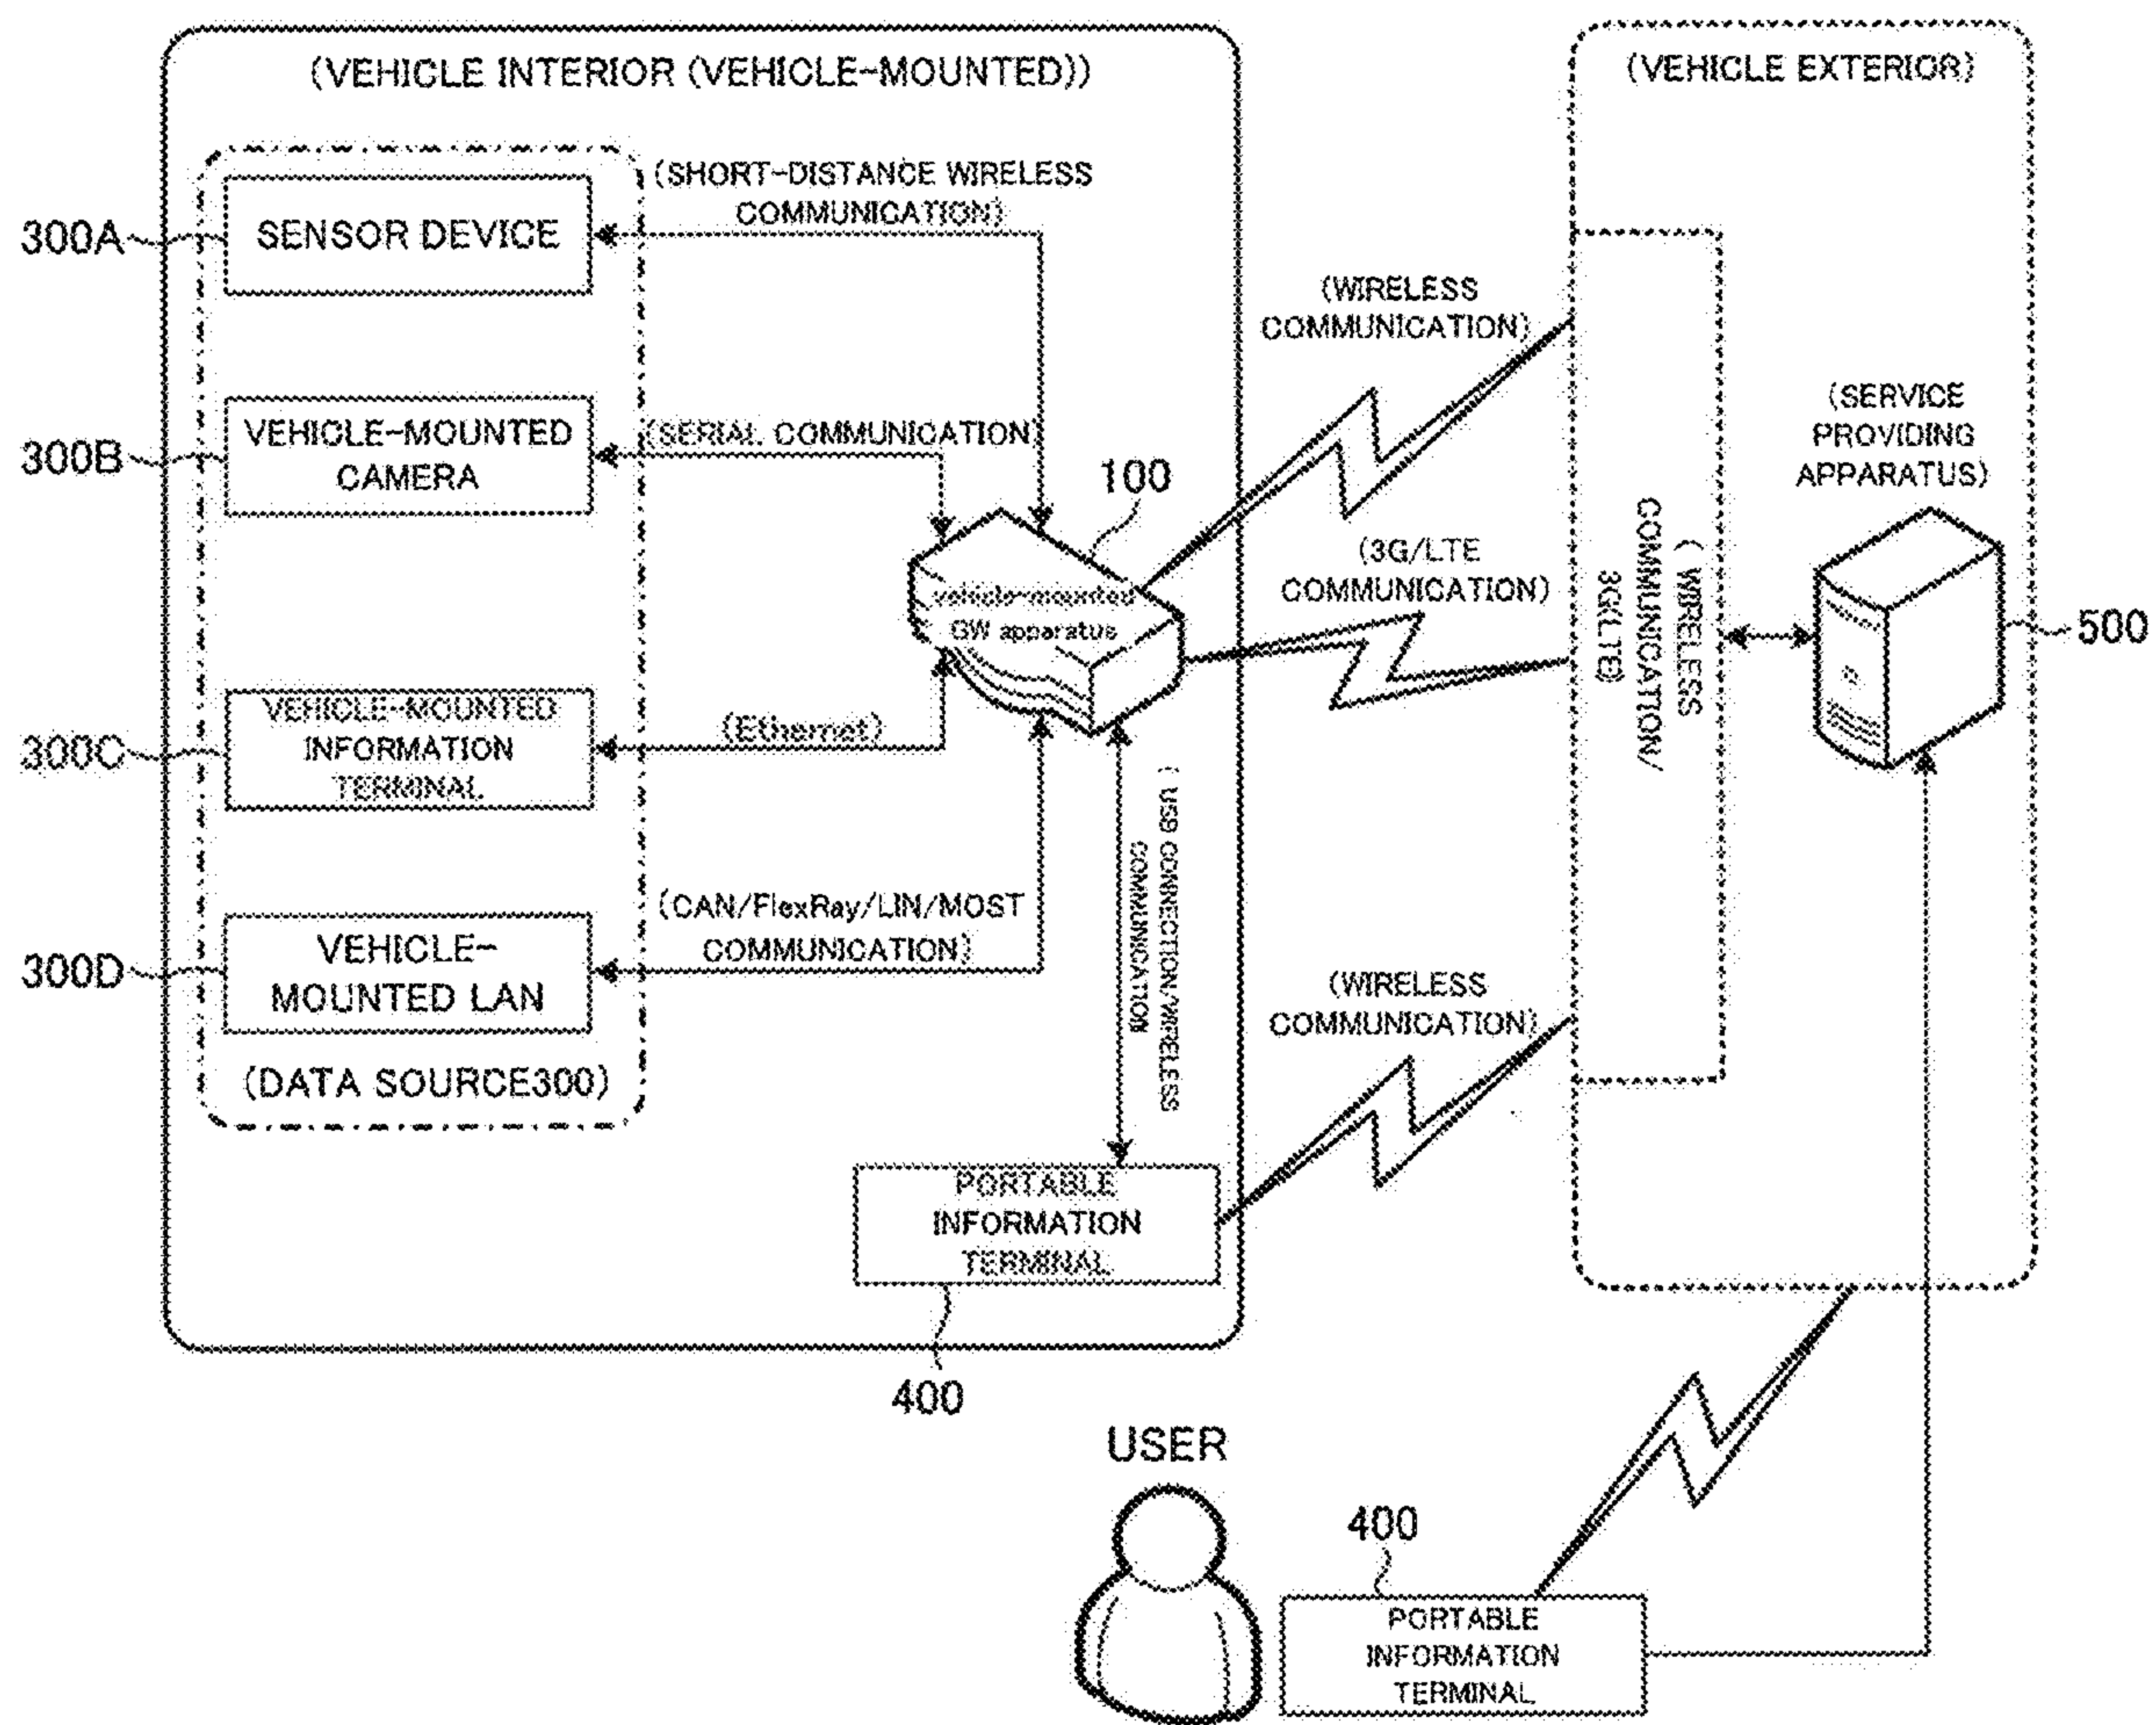 (VEHICLE INTERIOR (VEHICLE-MOUNTED))
(VEHICLE EXTERIOR)
300A
SENSOR DEVICE
(SHORT-DISTANCE WIRELESS
COMMUNICATION)
300B
VEHICLE-MOUNTED
CAMERA
(SERIAL COMMUNICATION)
300C
VEHICLE-MOUNTED
INFORMATION
TERMINAL
(Ethernet)
300D
VEHICLE-
MOUNTED LAN
(CAN/FlexRay/LIN/MOST
COMMUNICATION)
(DATA SOURCE300)
100
vehicle-mounted
GW apparatus
(USB CONNECTION/WIRELESS
COMMUNICATION
PORTABLE
INFORMATION
TERMINAL
400
(WIRELESS
COMMUNICATION)
(3G/LTE
COMMUNICATION)
(WIRELESS
COMMUNICATION)
(WIRELESS
COMMUNICATION/
3G(LTE)
(SERVICE
PROVIDING
APPARATUS)
500
USER
400
PORTABLE
INFORMATION
TERMINAL